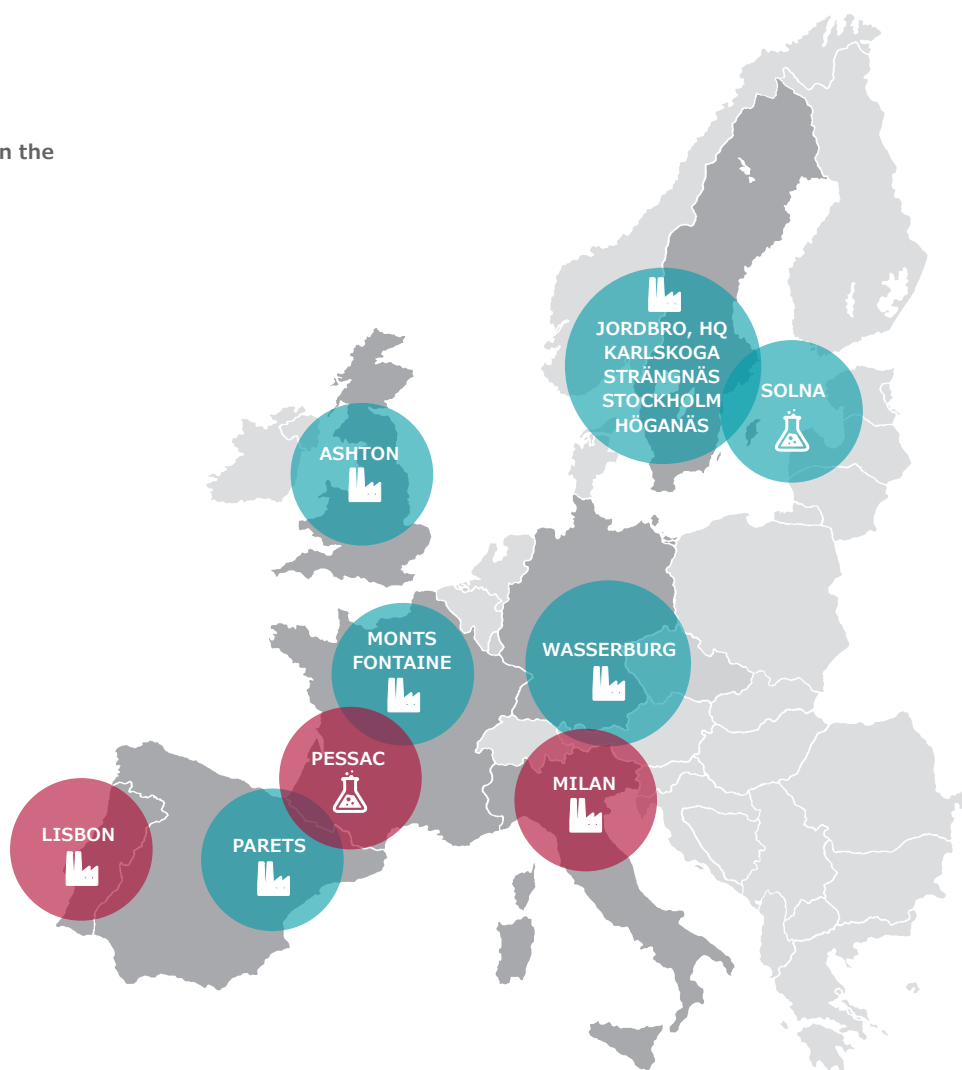 n the
JORDBRO, HQ
KARLSKOGA
STRÄNGNÄS
STOCKHOLM
HÖGANÄS
SOLNA
ASHTON
MONTS
FONTAINE
WASSERBURG
PESSAC
MILAN
LISBON
PARETS